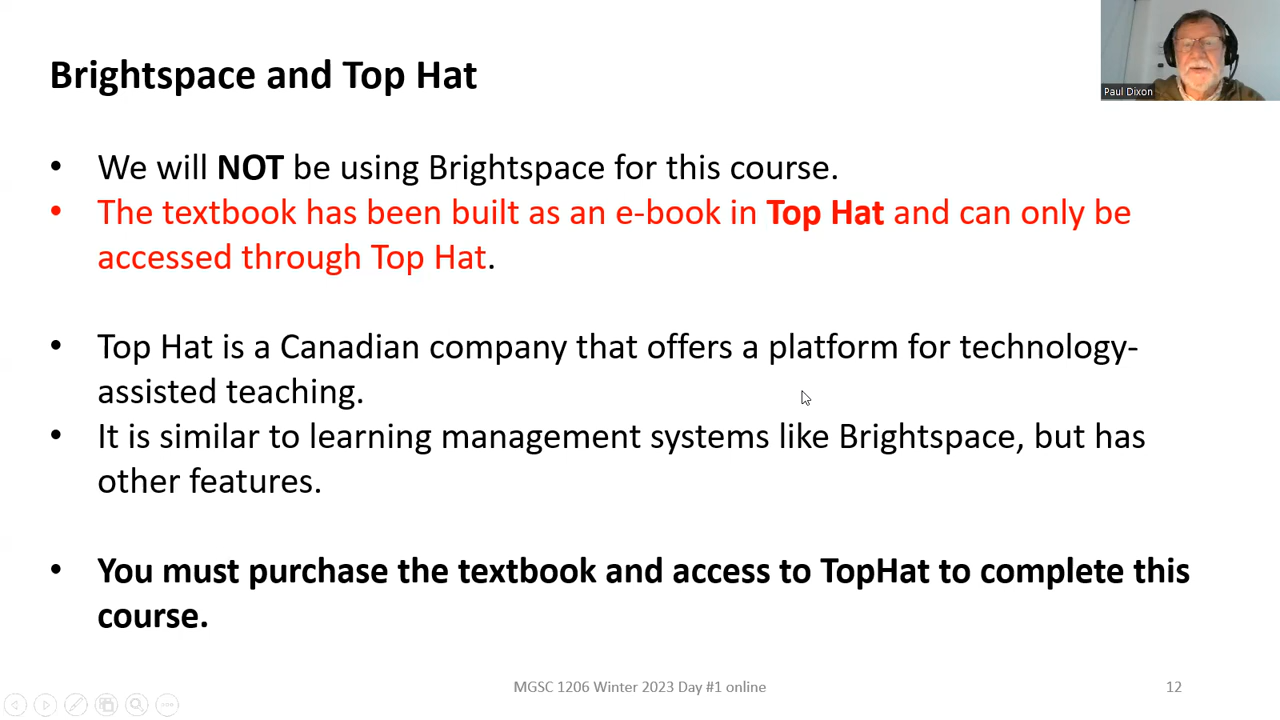 Brightspace and Top Hat
Paul Dixon
• We will NOT be using Brightspace for this course.
• The textbook has been built as an e-book in Top Hat and can only be
accessed through Top Hat.
• Top Hat is a Canadian company that offers a platform for technology-
assisted teaching.
• It is similar to learning management systems like Brightspace, but has
other features.
• You must purchase the textbook and access to TopHat to complete this
course.
MGSC 1206 Winter 2023 Day #1 online
12